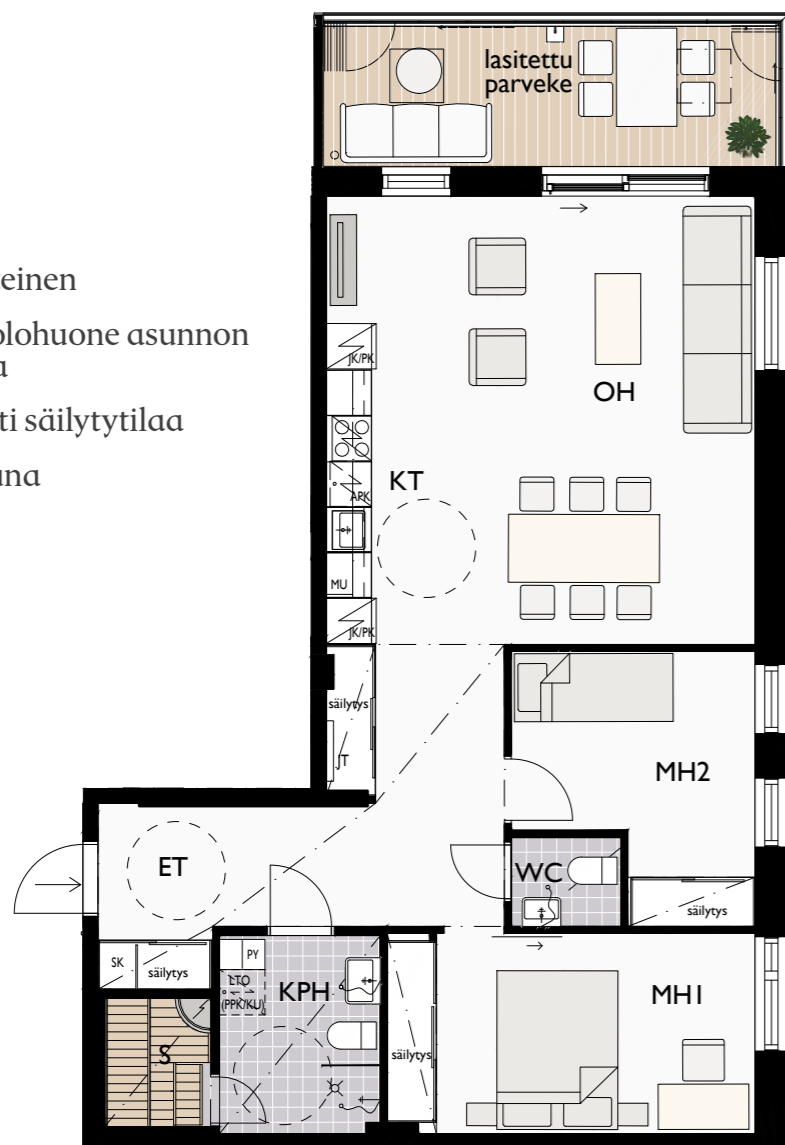 lasitettu
parveke
einen
olohuone asunnon
a
ti säilytytilaa
una
JK/PK
OH
KT
APK
MU
JK/PK
säilytys
JT
MH2
ET
WC
säilytys
SK
säilytys
PY
LTO
(PPK/KU)
KPH
MH1
S
säilytys